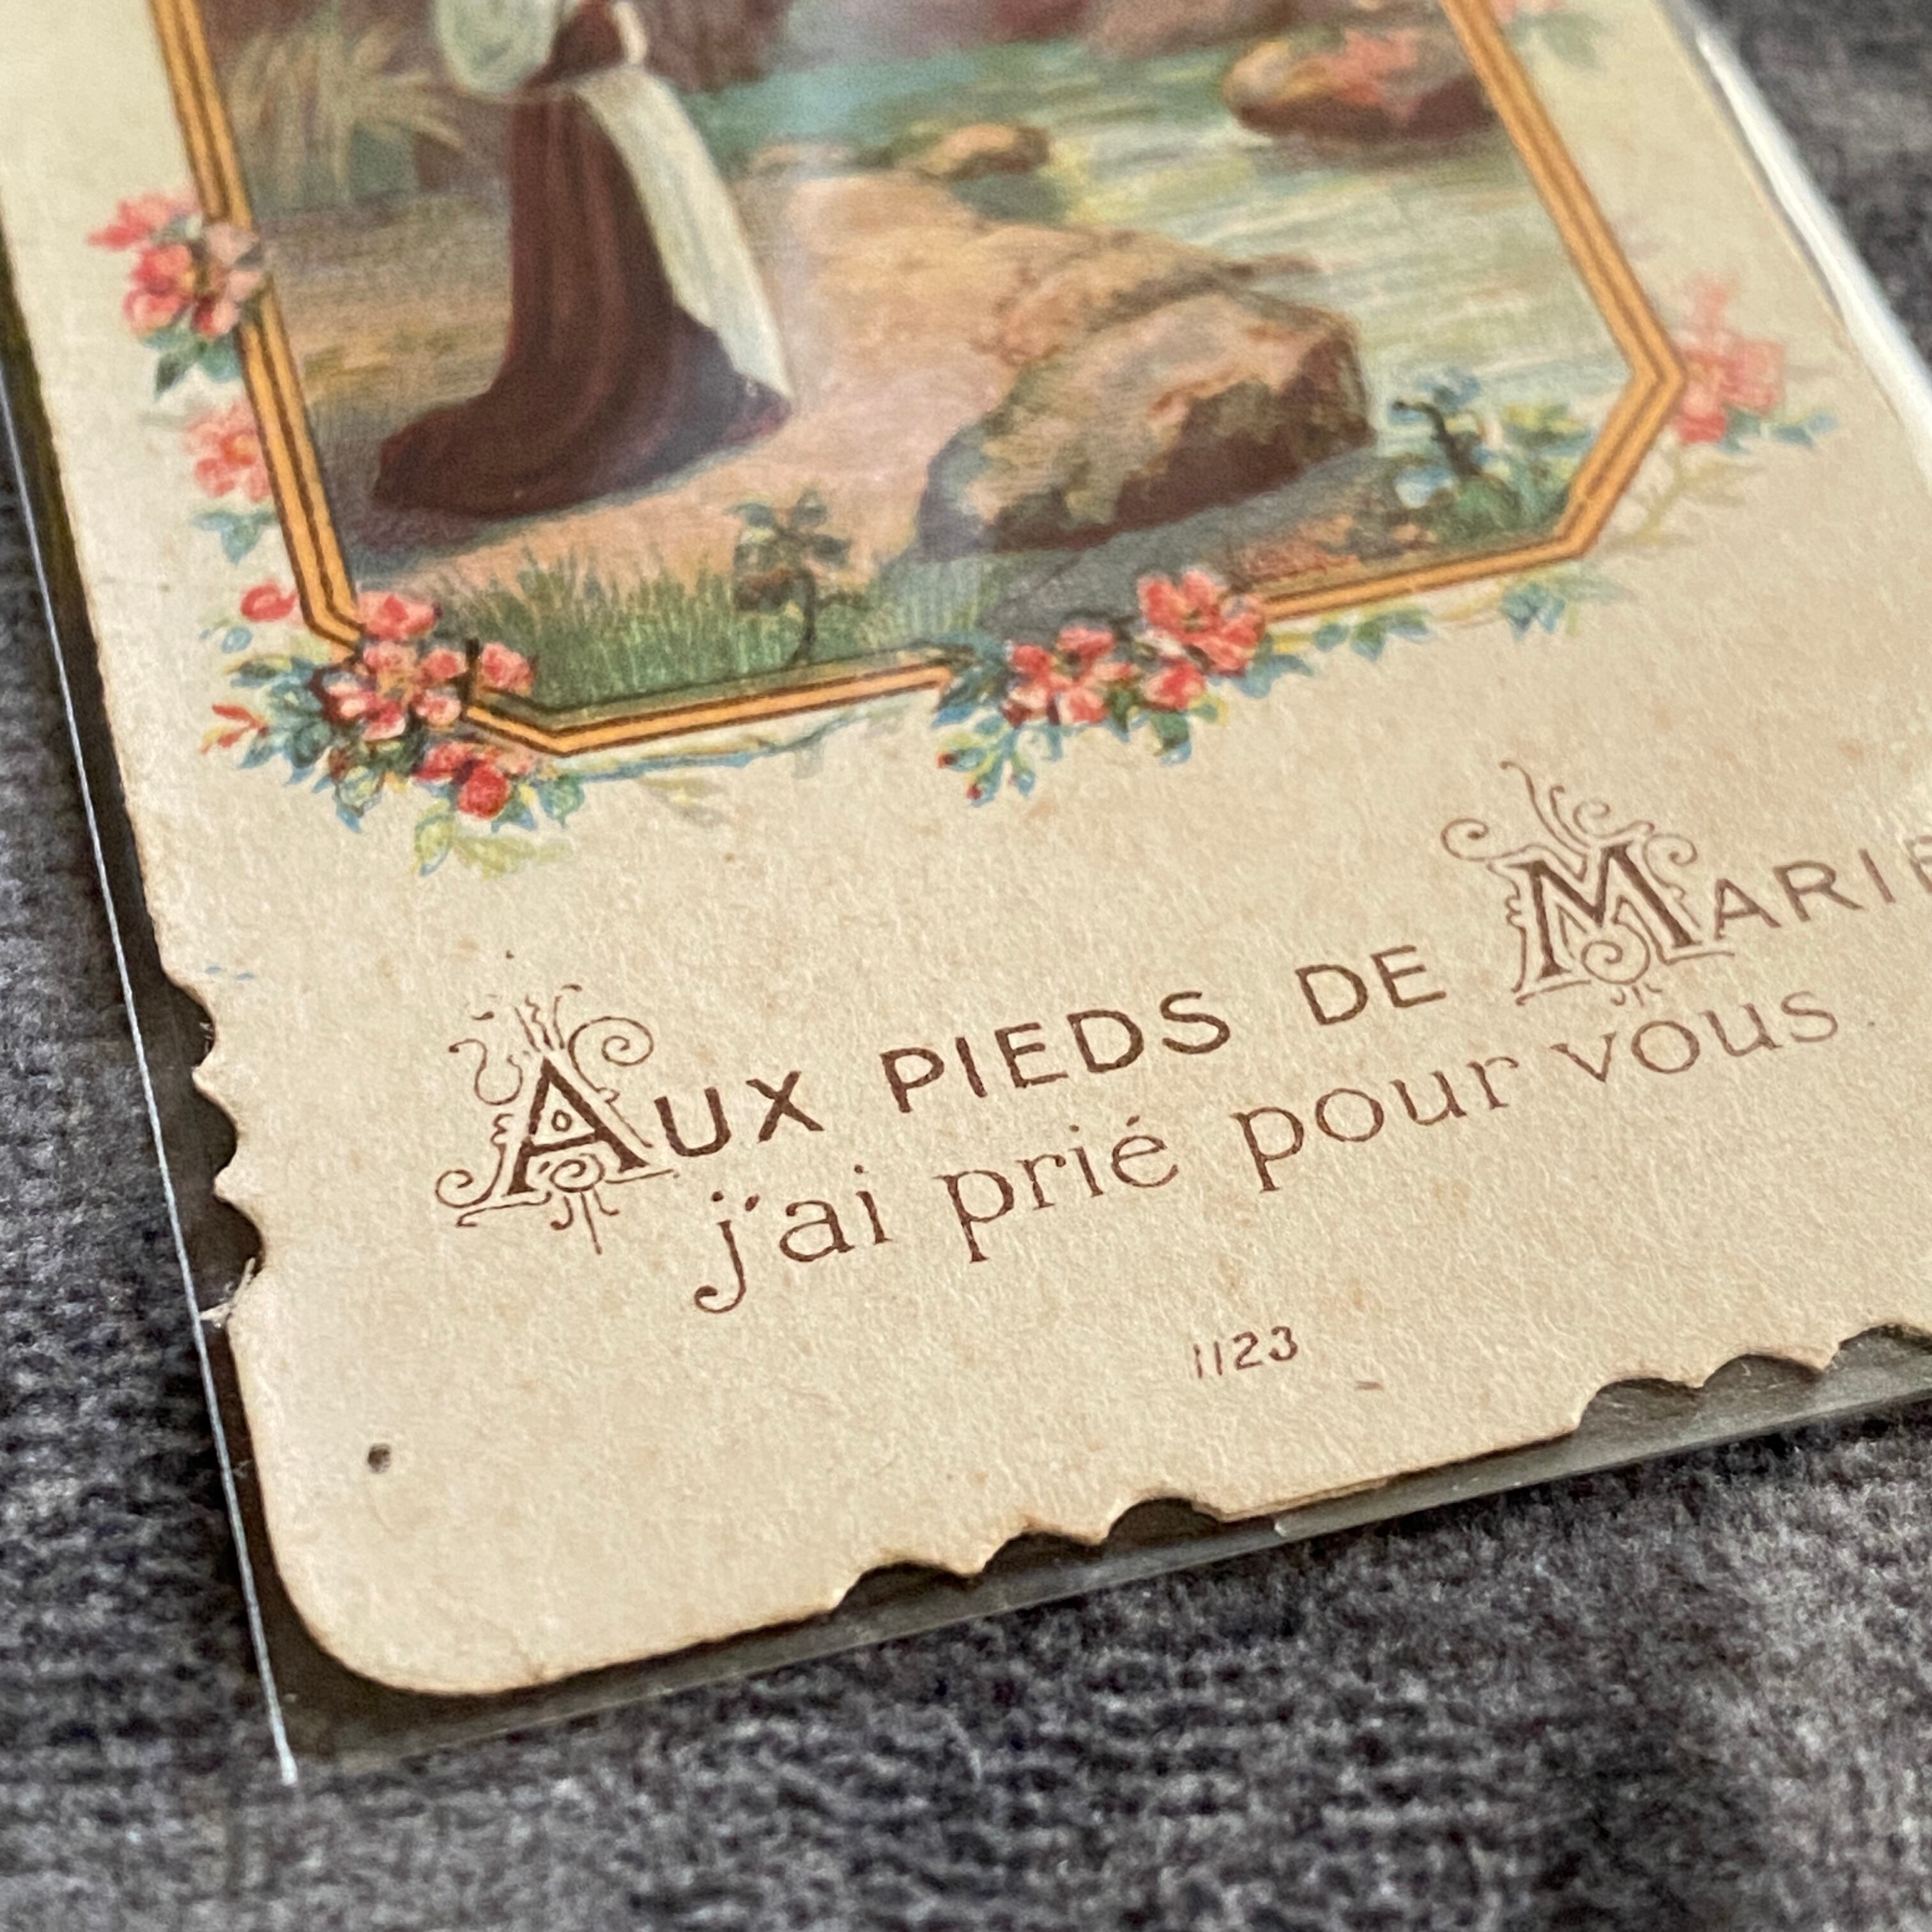 AUX PIEDS DE MARIE
j'ai prié pour vous
1123